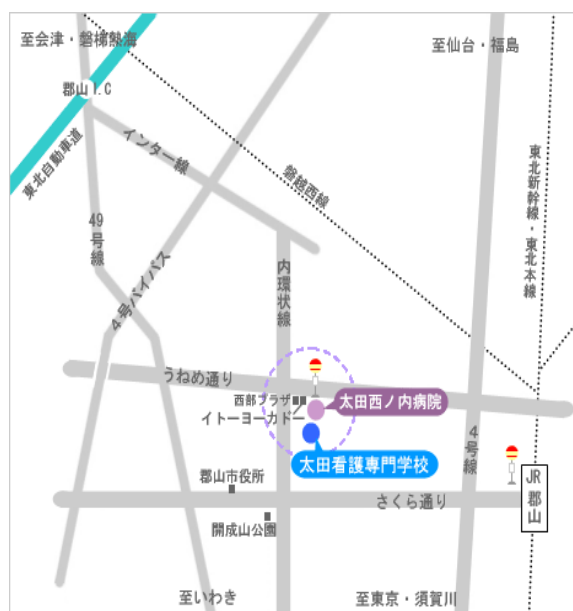 至会津・磐梯熱海
至仙台・福島
郡山I.C
東北自動車道
インター線
磐越西線
東北新幹線・東北本線
49号線
4号バイパス
内環状線
うねめ通り
西部プラザ
イトーヨーカドー
太田西ノ内病院
太田看護専門学校
4号線
郡山市役所
さくら通り
JR郡山
開成山公園
至いわき
至東京・須賀川